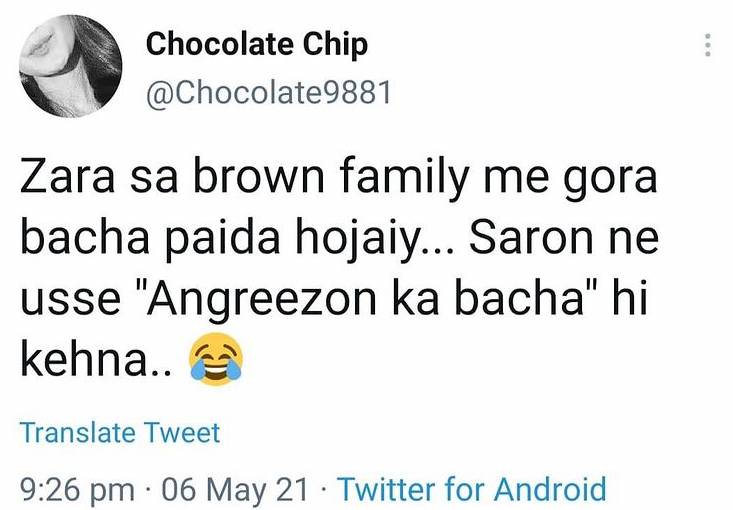 Chocolate Chip
@Chocolate9881
Zara sa brown family me gora
bacha paida hojaiy... Saron ne
usse "Angreezon ka bacha" hi
kehna.. 😂
Translate Tweet
9:26 pm · 06 May 21 · Twitter for Android